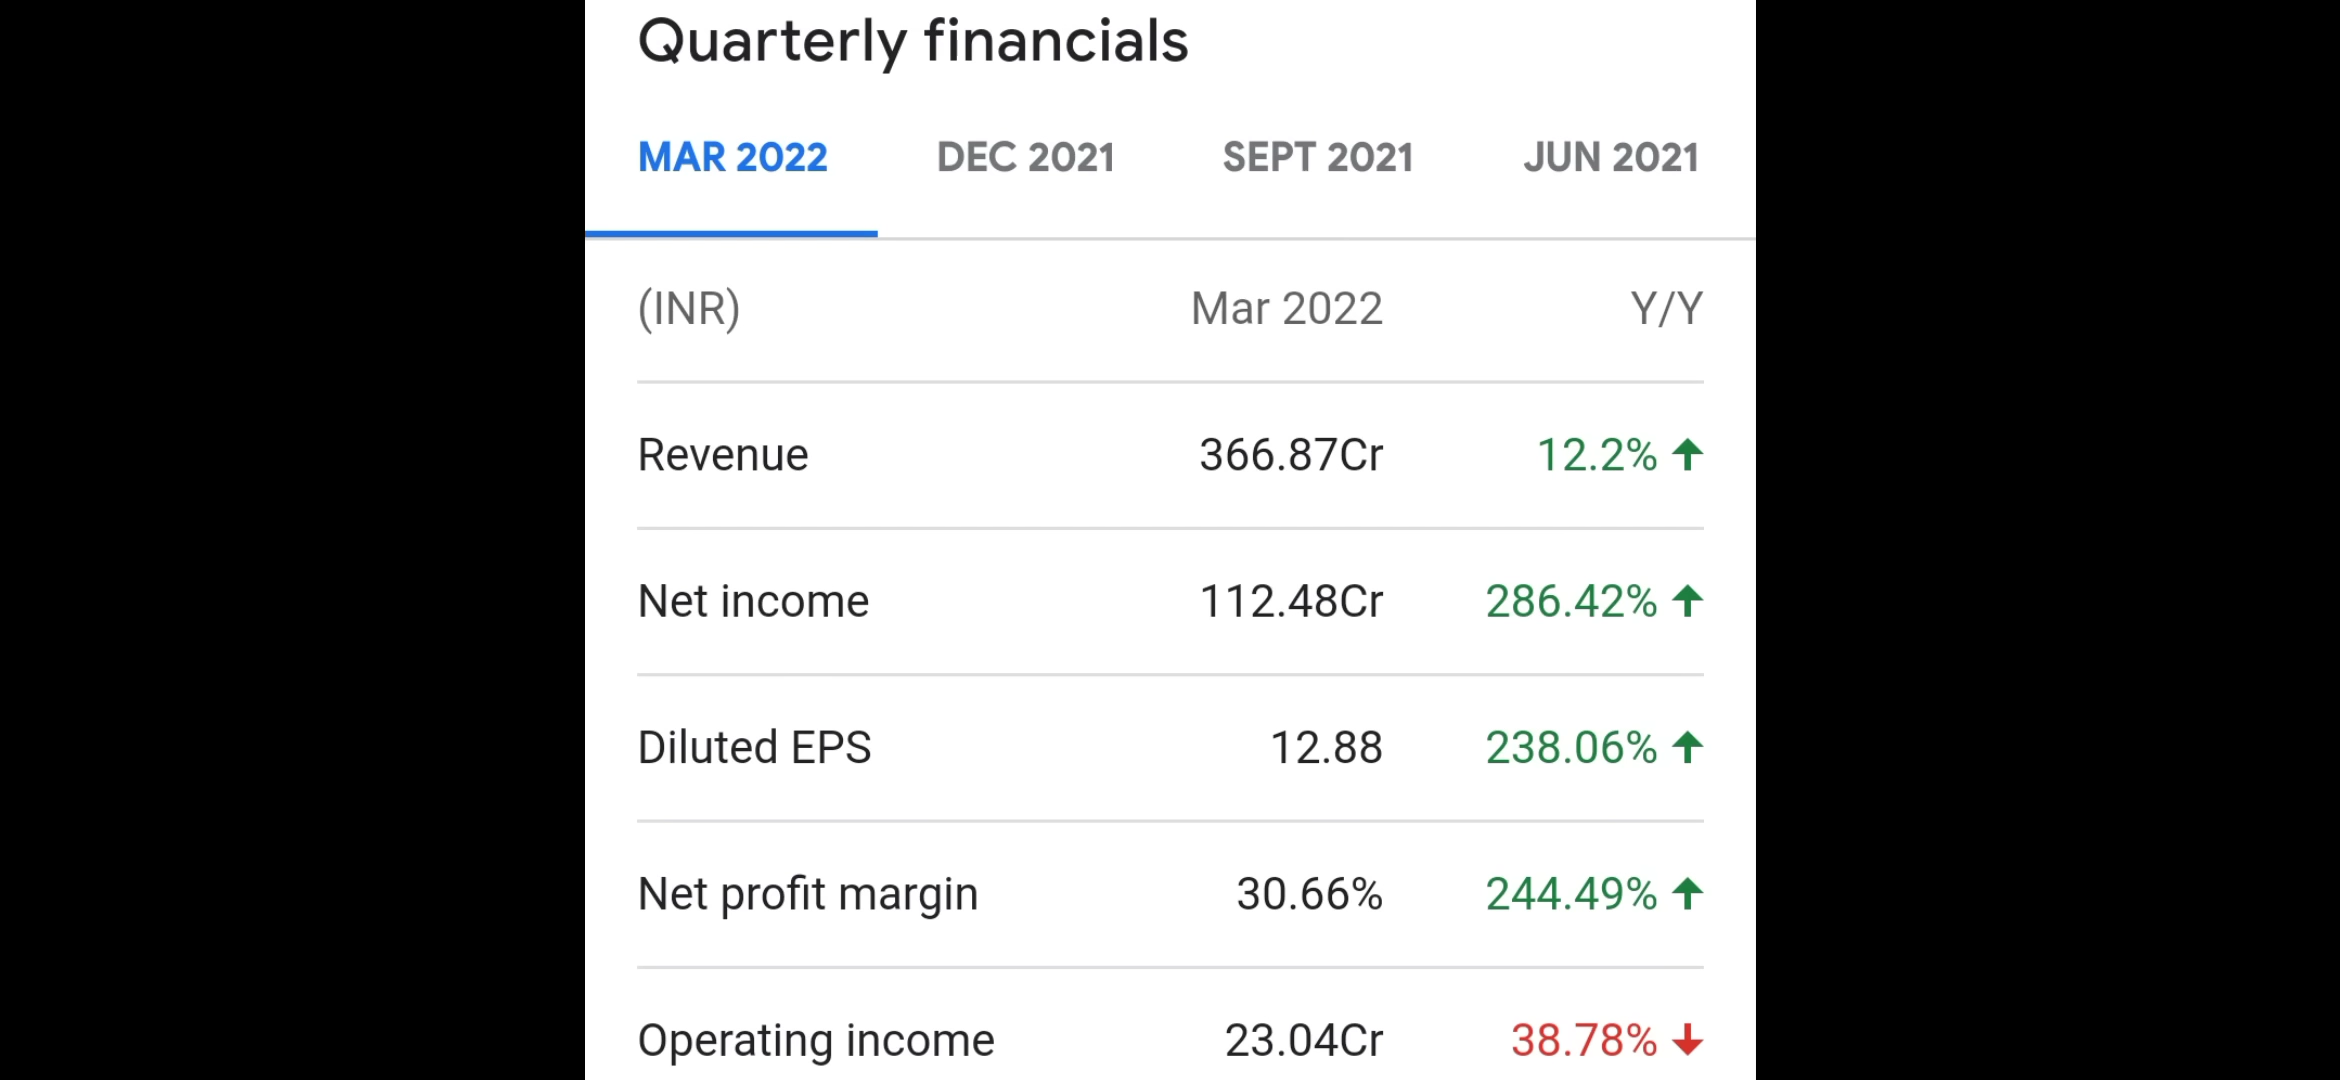 Quarterly financials
MAR 2022 DEC 2021 SEPT 2021 JUN 2021
(INR) Mar 2022 Y/Y
Revenue 366.87Cr 12.2%
Net income 112.48Cr 286.42%
Diluted EPS 12.88 238.06%
Net profit margin 30.66% 244.49%
Operating income 23.04Cr 38.78%